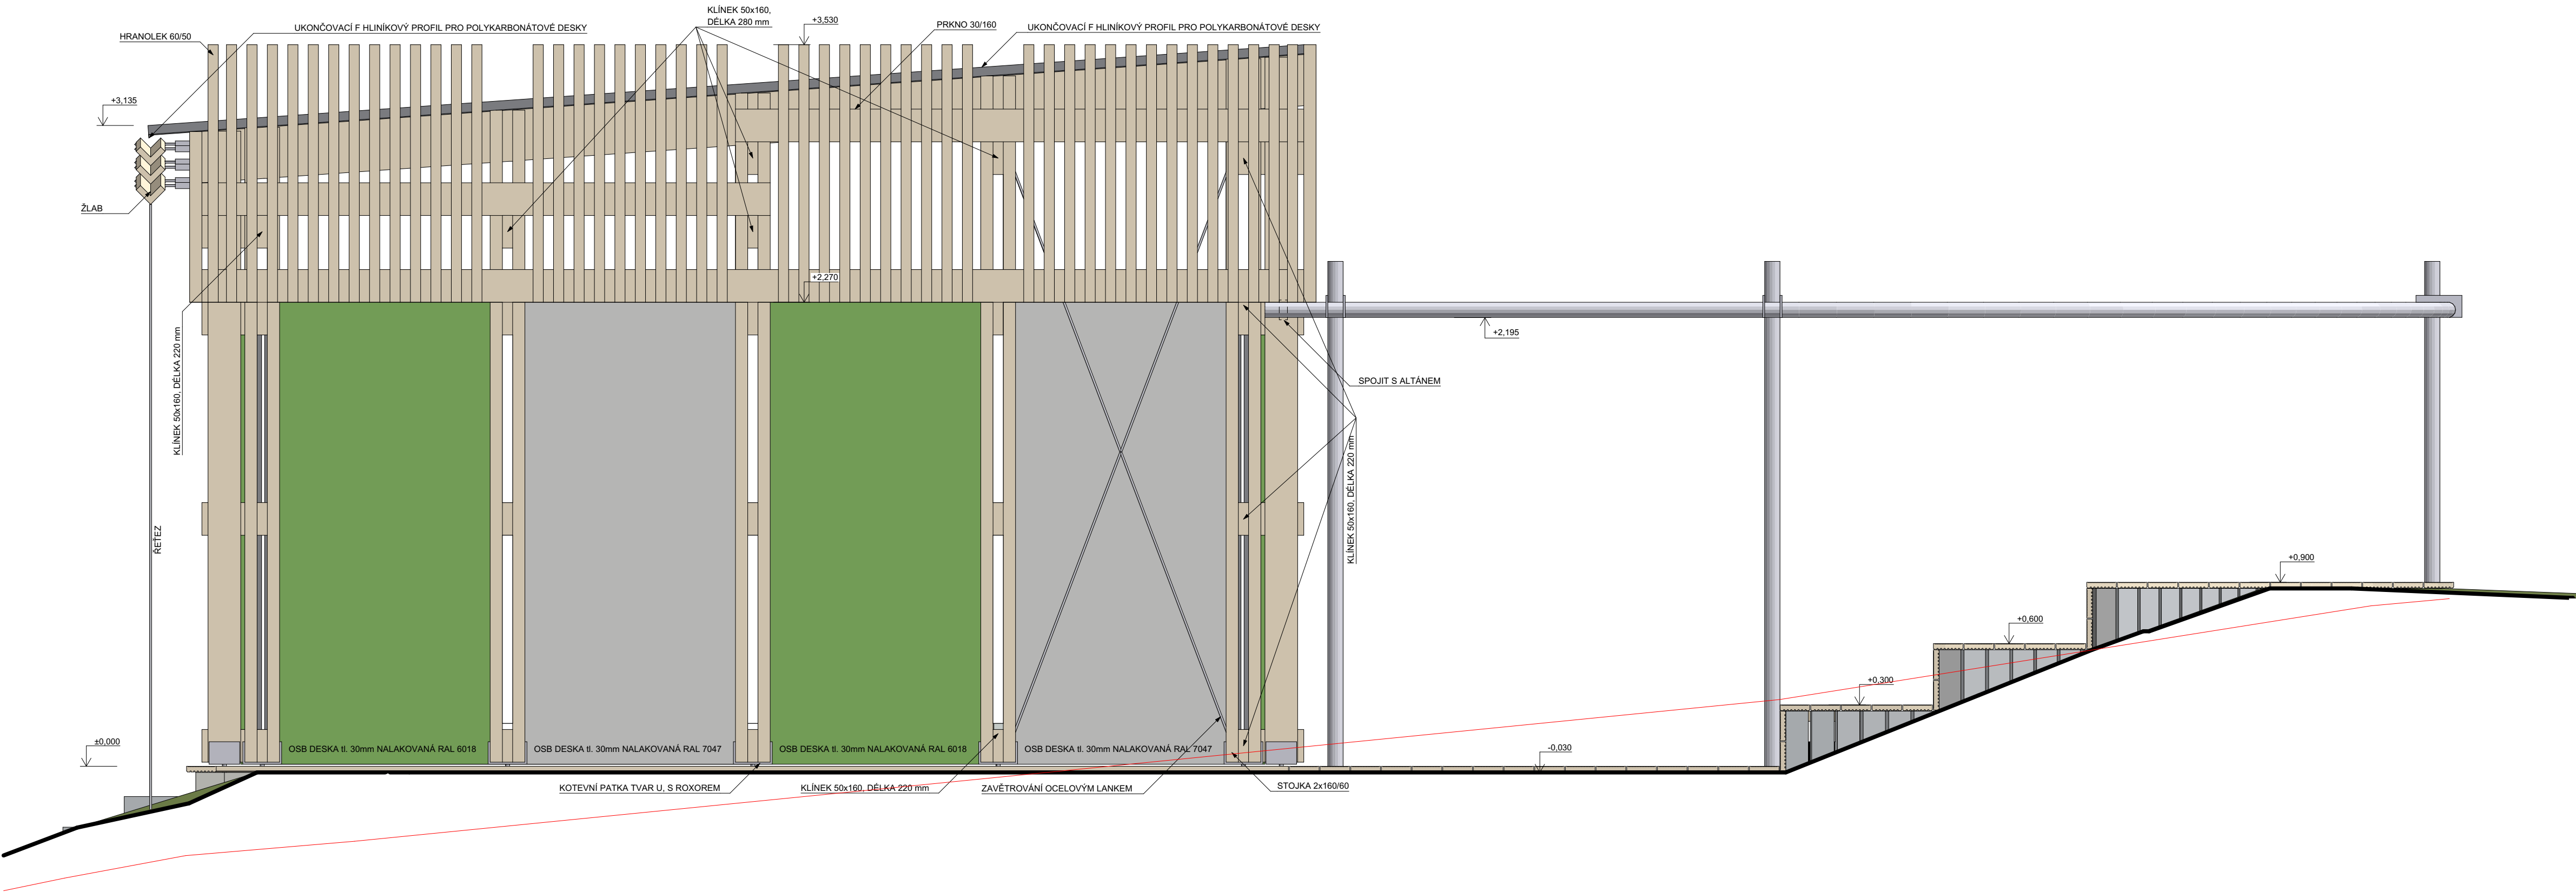 KLÍNEK 50x160,
DÉLKA 280 mm
+3,530
PRKNO 30/160
UKONČOVACÍ F HLINÍKOVÝ PROFIL PRO POLYKARBONÁTOVÉ DESKY
UKONČOVACÍ F HLINÍKOVÝ PROFIL PRO POLYKARBONÁTOVÉ DESKY
HRANOLEK 60/50
+3,135
ŽLAB
+2,270
+2,195
KLÍNEK 50x160, DÉLKA 220 mm
SPOJIT S ALTÁNEM
KLÍNEK 50x160, DÉLKA 220 mm
ŘETEZ
+0,900
+0,600
+0,300
±0,000
OSB DESKA tl. 30mm NALAKOVANÁ RAL 6018
OSB DESKA tl. 30mm NALAKOVANÁ RAL 7047
OSB DESKA tl. 30mm NALAKOVANÁ RAL 6018
OSB DESKA tl. 30mm NALAKOVANÁ RAL 7047
-0,030
KOTEVNÍ PATKA TVAR U, S ROXOREM
KLÍNEK 50x160, DÉLKA 220 mm
ZAVĚTROVÁNÍ OCELOVÝM LANKEM
STOJKA 2x160/60